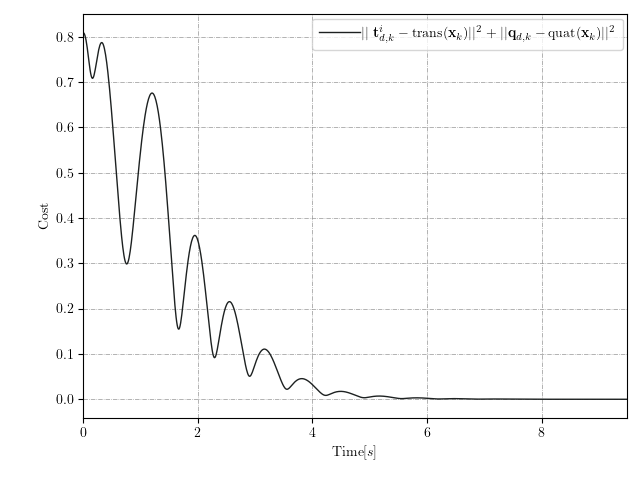 || t^i_{d,k} − trans(x_k)||² + ||q_{d,k} − quat(x_k)||²
0.8
0.7
0.6
0.5
0.4
0.3
0.2
0.1
0.0
Cost
0 2 4 6 8
Time[s]